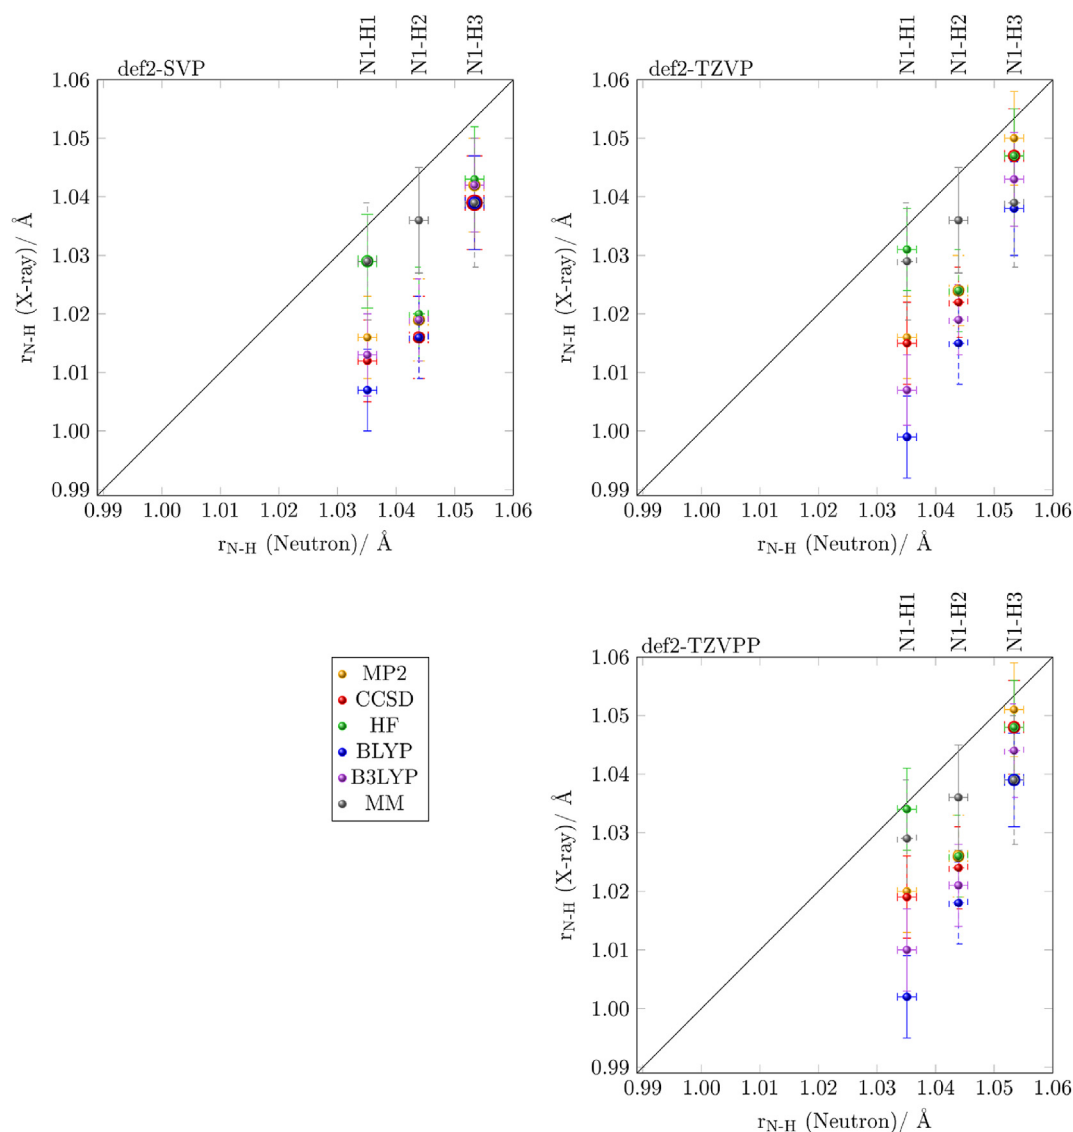 N1-H1 N1-H2 N1-H3
def2-SVP
1.06
1.05
1.04
1.03
1.02
1.01
1.00
0.99
r_N-H (X-ray)/ Å
0.99 1.00 1.01 1.02 1.03 1.04 1.05 1.06
r_N-H (Neutron)/ Å
N1-H1 N1-H2 N1-H3
def2-TZVP
1.06
1.05
1.04
1.03
1.02
1.01
1.00
0.99
r_N-H (X-ray)/ Å
0.99 1.00 1.01 1.02 1.03 1.04 1.05 1.06
r_N-H (Neutron)/ Å
MP2
CCSD
HF
BLYP
B3LYP
MM
N1-H1 N1-H2 N1-H3
def2-TZVPP
1.06
1.05
1.04
1.03
1.02
1.01
1.00
0.99
r_N-H (X-ray)/ Å
0.99 1.00 1.01 1.02 1.03 1.04 1.05 1.06
r_N-H (Neutron)/ Å